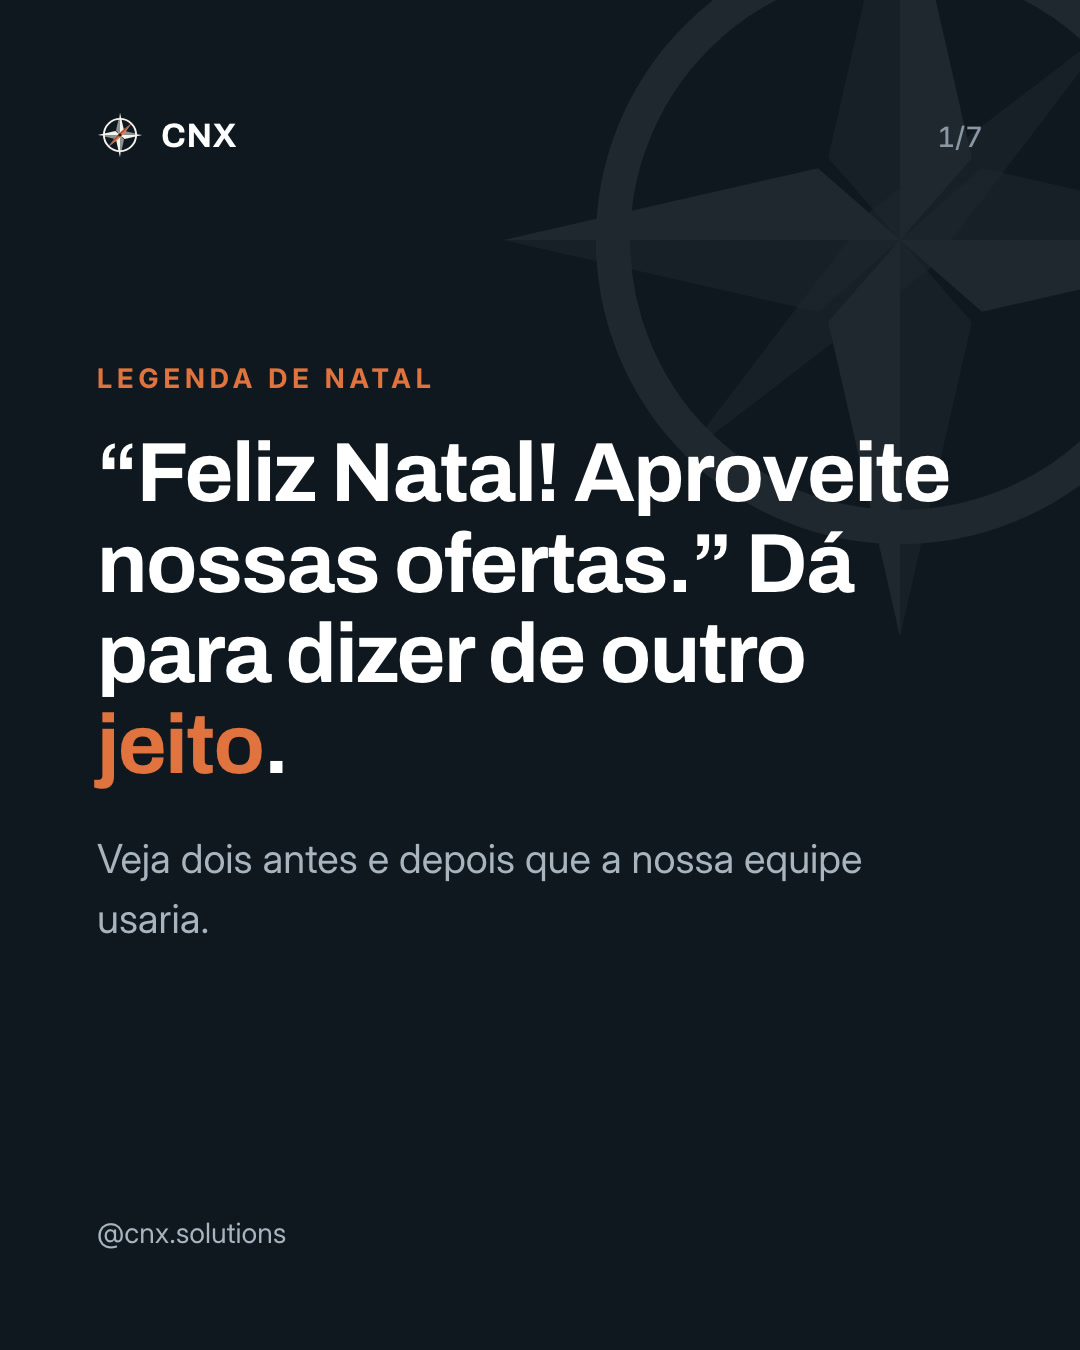 CNX
1/7
LEGENDA DE NATAL
“Feliz Natal! Aproveite
nossas ofertas.” Dá
para dizer de outro
jeito.
Veja dois antes e depois que a nossa equipe
usaria.
@cnx.solutions